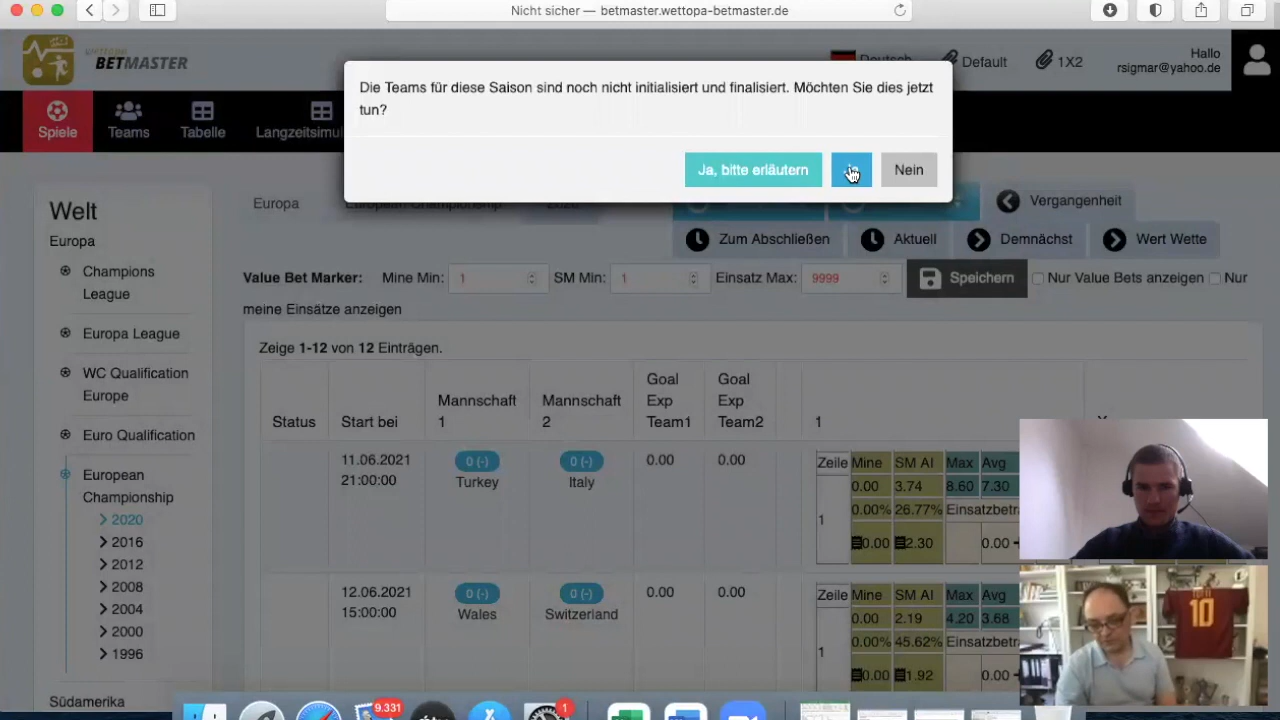 Nicht sicher — betmaster.wettopa-betmaster.de
WETTOPA
BETMASTER
Deutsch
Default
1X2
Hallo
rsigmar@yahoo.de
Die Teams für diese Saison sind noch nicht initialisiert und finalisiert. Möchten Sie dies jetzt
tun?
Ja, bitte erläutern
Nein
Spiele
Teams
Tabelle
Langzeitsimu
Welt
Europa
Champions
League
Europa League
WC Qualification
Europe
Euro Qualification
European
Championship
2020
2016
2012
2008
2004
2000
1996
Südamerika
Europa
European Championship
2020
Vergangenheit
Zum Abschließen
Aktuell
Demnächst
Wert Wette
Value Bet Marker: Mine Min: 1 SM Min: 1 Einsatz Max: 9999 Speichern Nur Value Bets anzeigen Nur
meine Einsätze anzeigen
Zeige 1-12 von 12 Einträgen.
Status
Start bei
Mannschaft
1
Mannschaft
2
Goal
Exp
Team1
Goal
Exp
Team2
1
X
11.06.2021
21:00:00
0 (-)
Turkey
0 (-)
Italy
0.00
0.00
Zeile Mine SM AI Max Avg
0.00 3.74 8.60 7.30
0.00% 26.77% Einsatzbetr
1
0.00 2.30 0.00
12.06.2021
15:00:00
0 (-)
Wales
0 (-)
Switzerland
0.00
0.00
Zeile Mine SM AI Max Avg
0.00 2.19 4.20 3.68
0.00% 45.62% Einsatzbetr
1
0.00 1.92 0.00
TOTTI
10
9.331
1